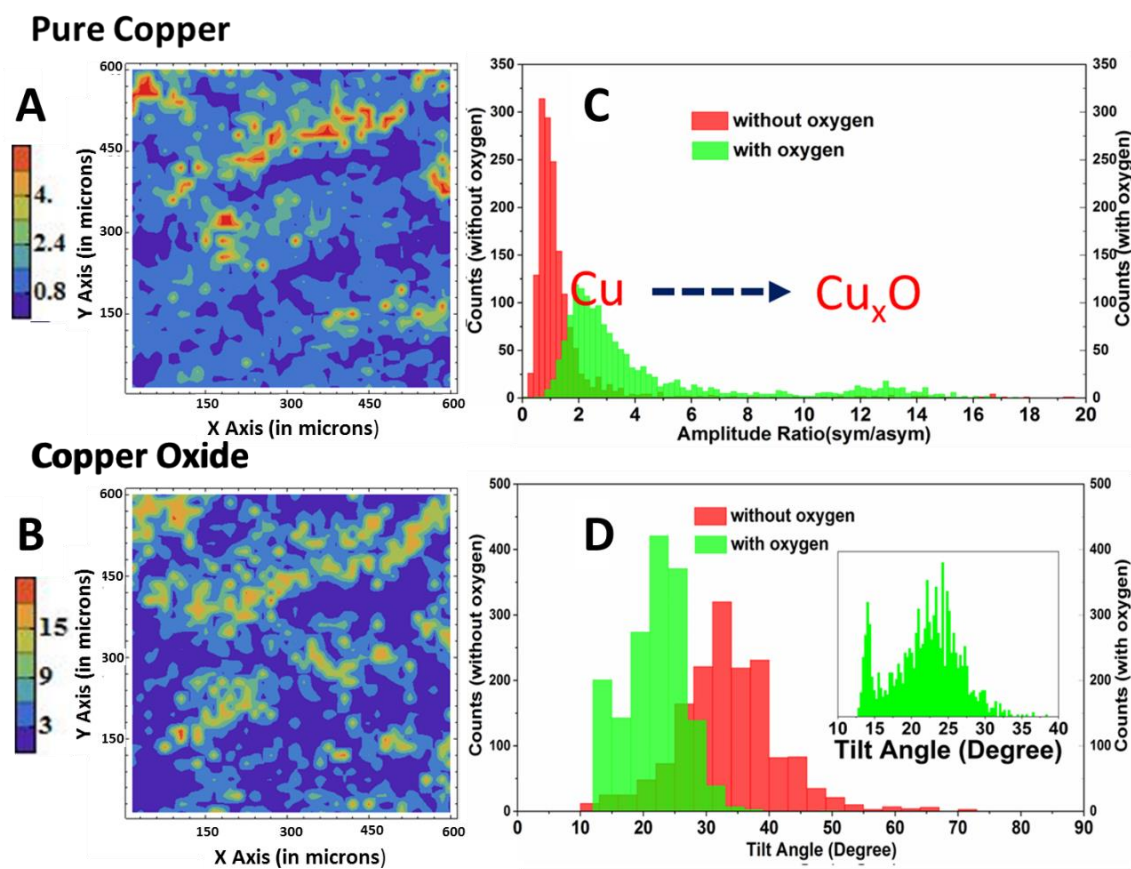 Pure Copper
A
600
450
300
150
Y Axis (in microns)
150 300 450 600
X Axis (in microns)
4.
2.4
0.8
C
350
300
250
200
150
100
50
0
Counts (without oxygen)
without oxygen
with oxygen
Cu
CuxO
350
300
250
200
150
100
50
0
Counts (with oxygen)
0 2 4 6 8 10 12 14 16 18 20
Amplitude Ratio(sym/asym)
Copper Oxide
B
600
450
300
150
Y Axis (in microns)
150 300 450 600
X Axis (in microns)
15
9
3
D
500
400
300
200
100
0
Counts (without oxygen)
without oxygen
with oxygen
10 15 20 25 30 35 40
Tilt Angle (Degree)
500
400
300
200
100
0
Counts (with oxygen)
0 10 20 30 40 50 60 70 80 90
Tilt Angle (Degree)